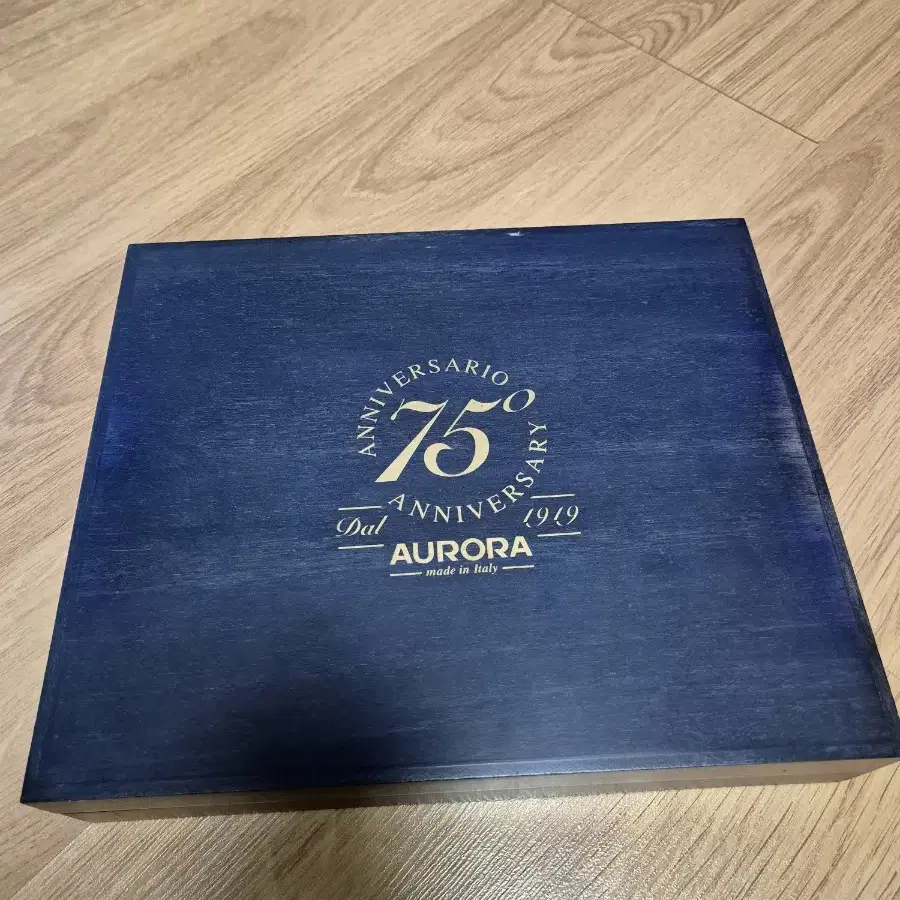 ANNIVERSARIO
75º
ANNIVERSARY
Dal 1919
AURORA
made in Italy